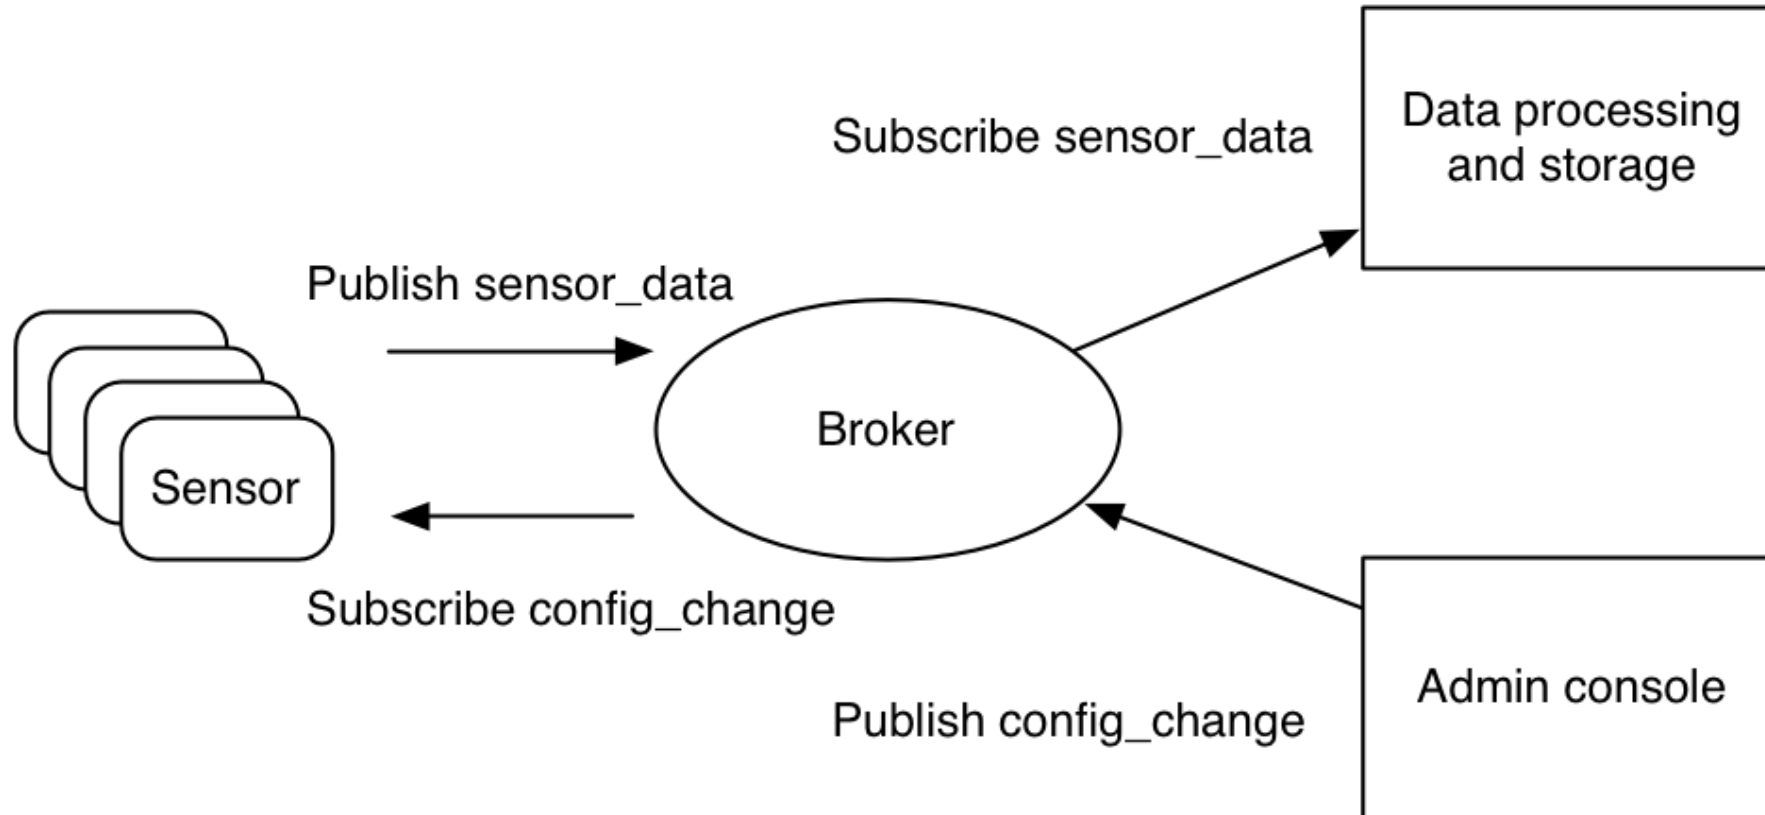 Data processing
and storage
Subscribe sensor_data
Publish sensor_data
Broker
Sensor
Subscribe config_change
Admin console
Publish config_change